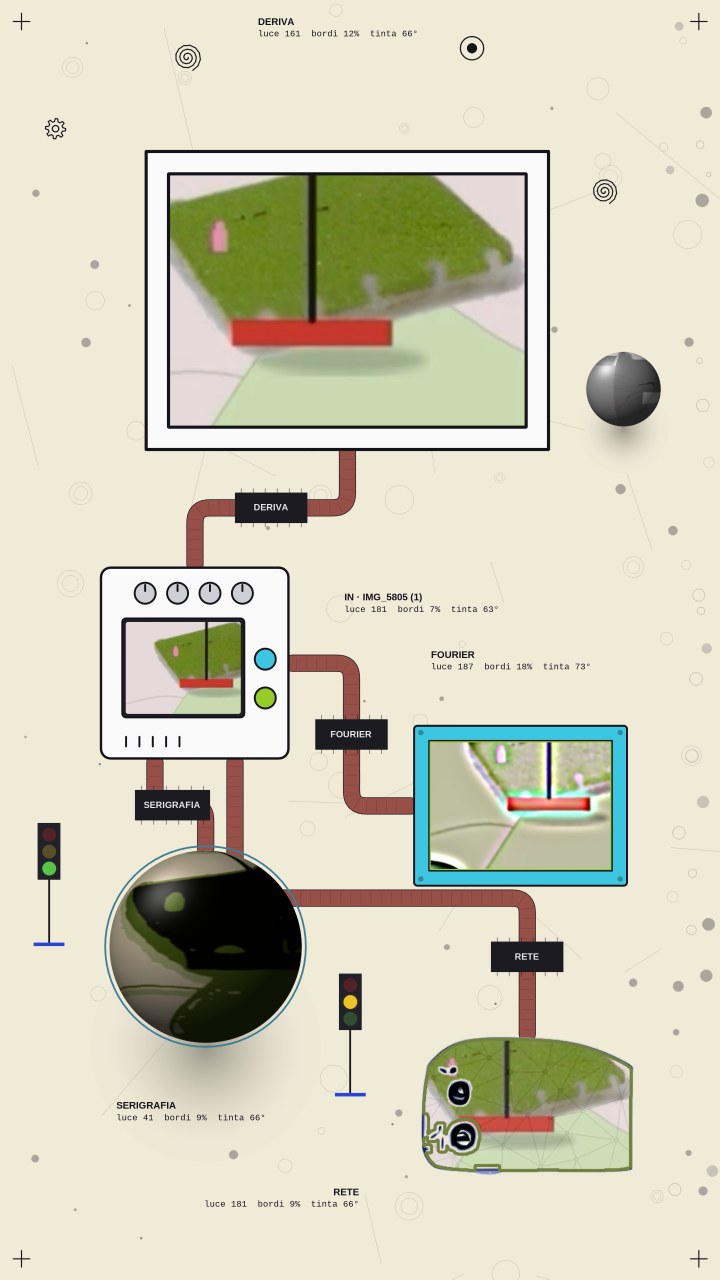 DERIVA
luce 161  bordi 12%  tinta 66°
DERIVA
IN · IMG_5805 (1)
luce 181  bordi 7%  tinta 63°
FOURIER
luce 187  bordi 18%  tinta 73°
FOURIER
SERIGRAFIA
RETE
SERIGRAFIA
luce 41  bordi 9%  tinta 66°
RETE
luce 181  bordi 9%  tinta 66°